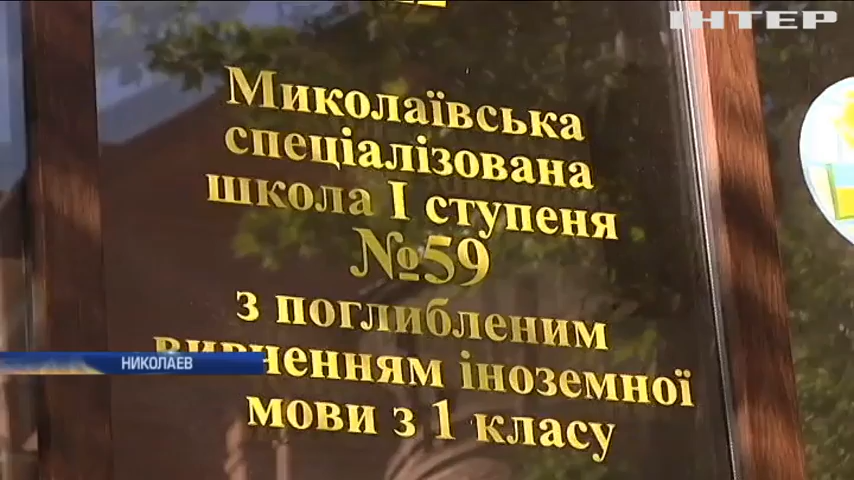 ІНТЕР
Миколаївська
спеціалізована
школа І ступеня
№59
з поглибленим
вивченням іноземної
НИКОЛАЕВ
мови з 1 класу